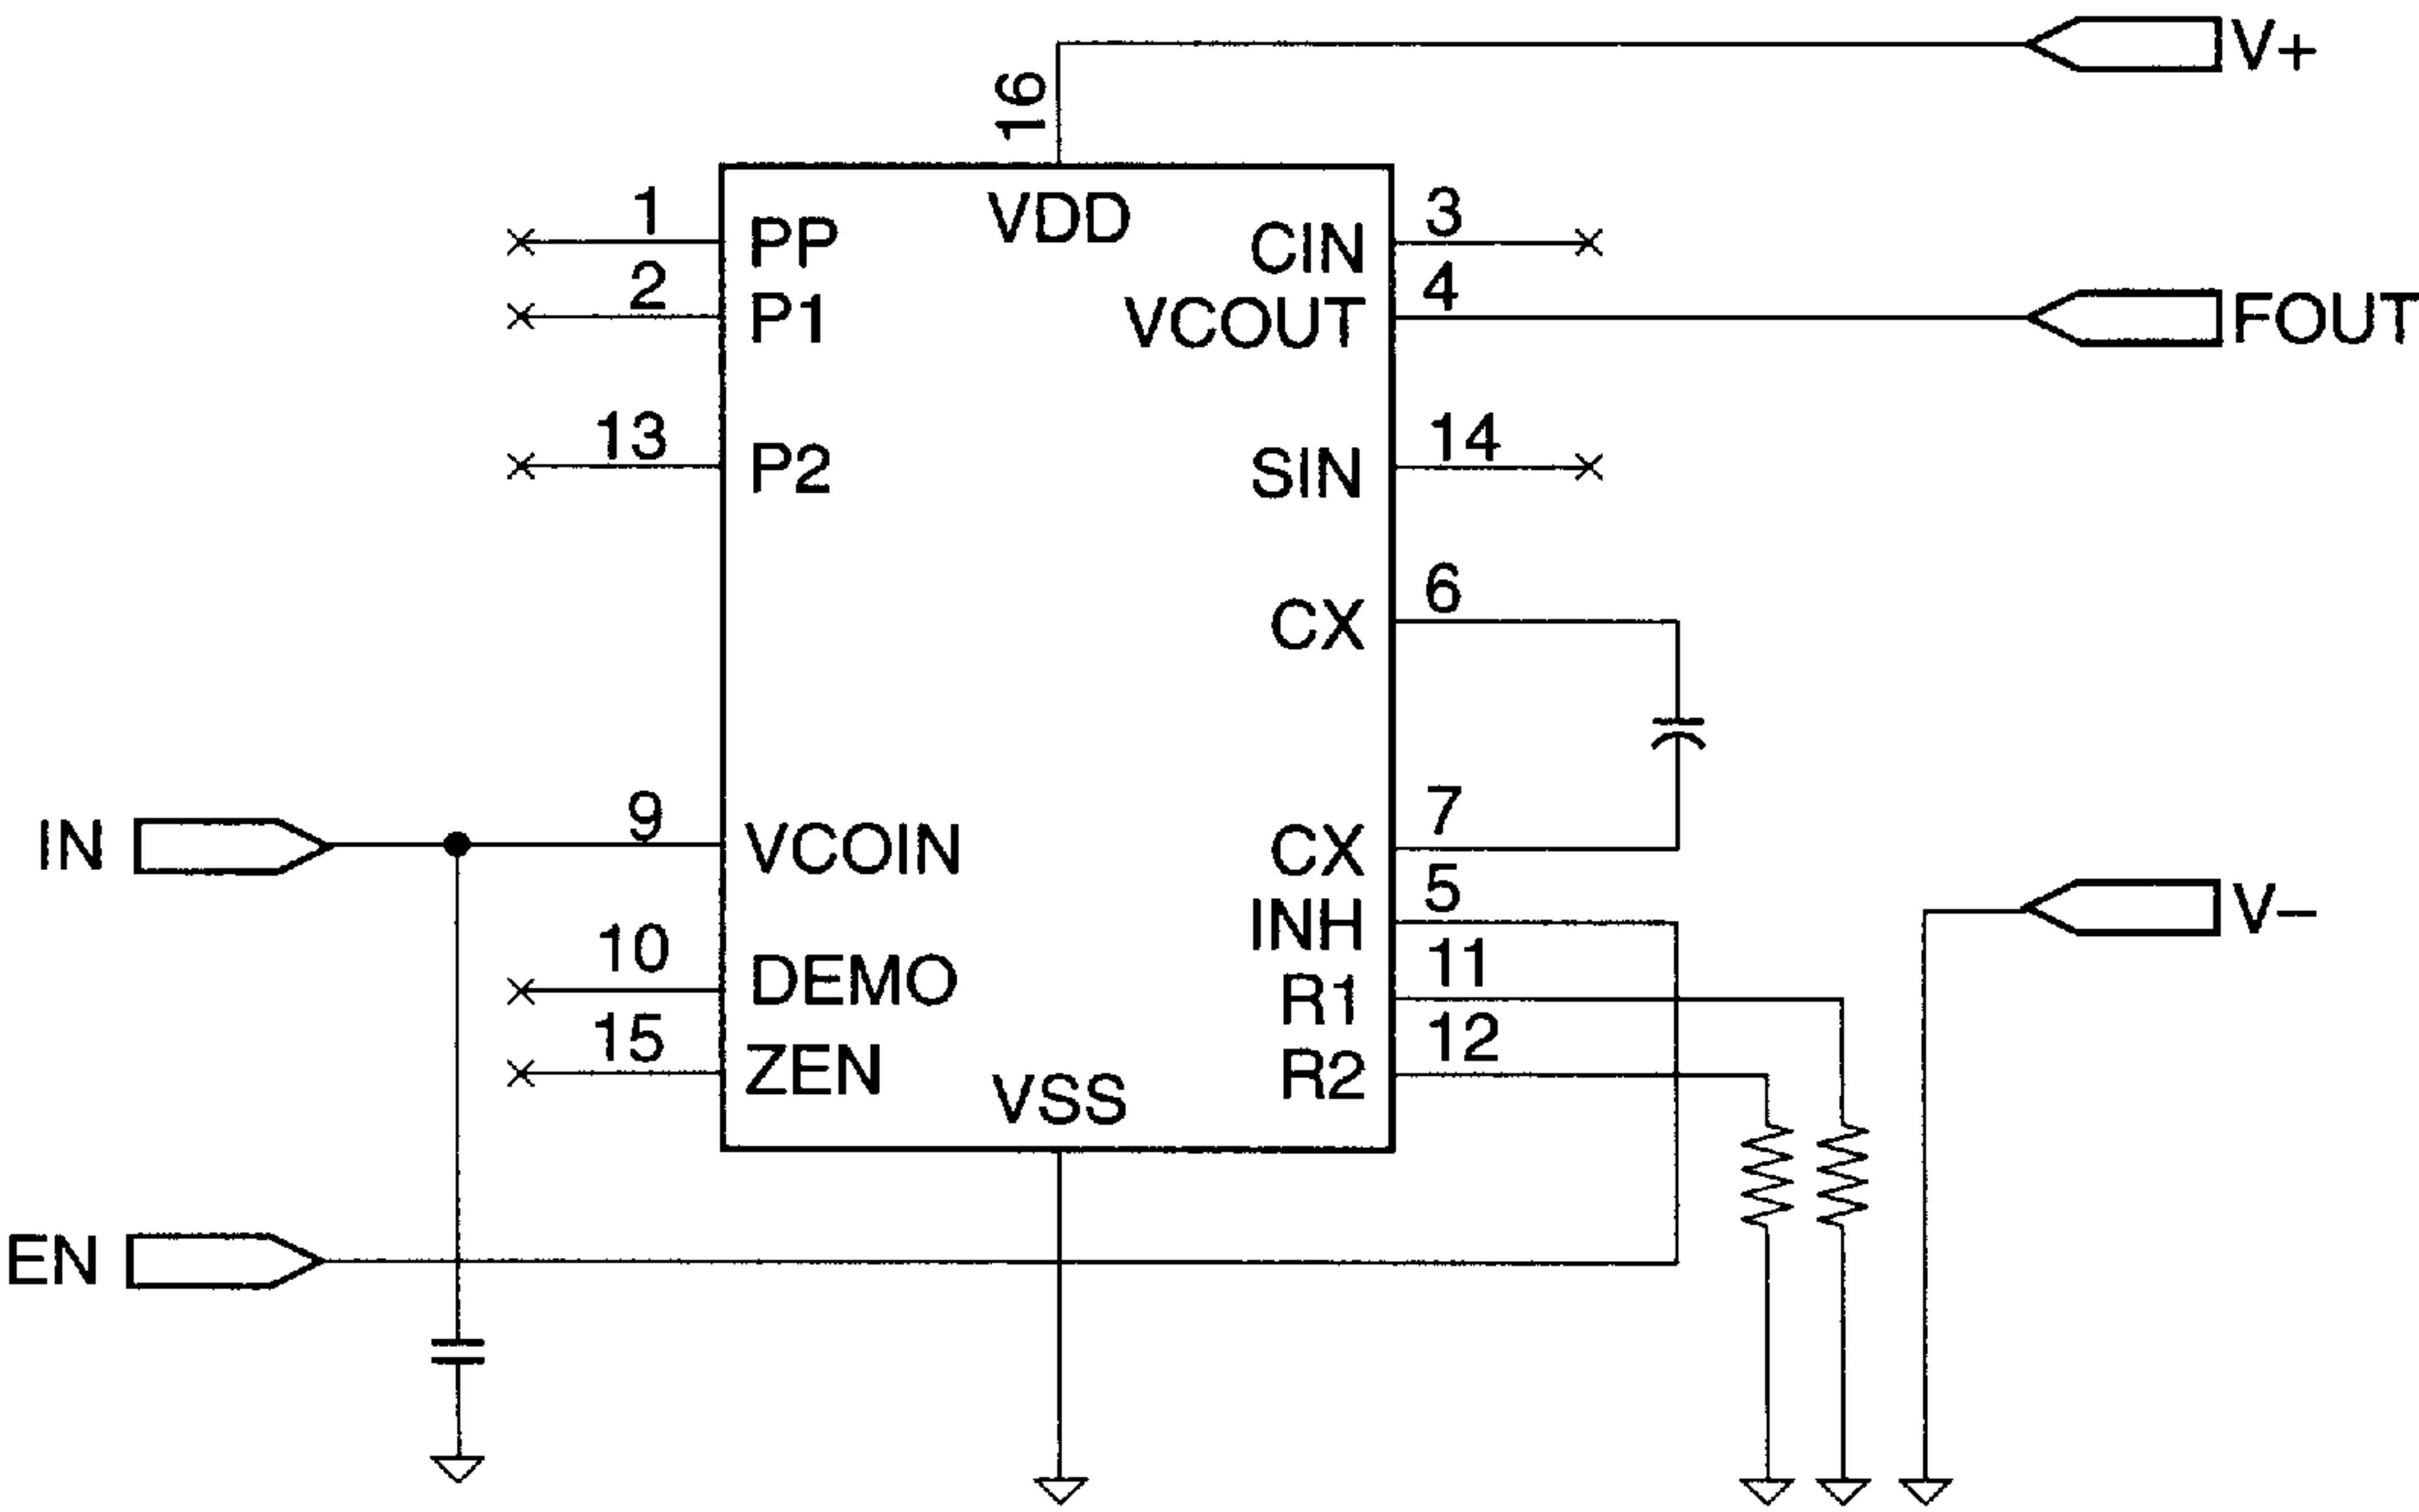 V+
16
VDD
1
PP
3
CIN
2
P1
4
VCOUT
FOUT
13
P2
14
SIN
6
CX
IN
9
VCOIN
7
CX
5
INH
V−
10
DEMO
11
R1
15
ZEN
12
R2
VSS
EN